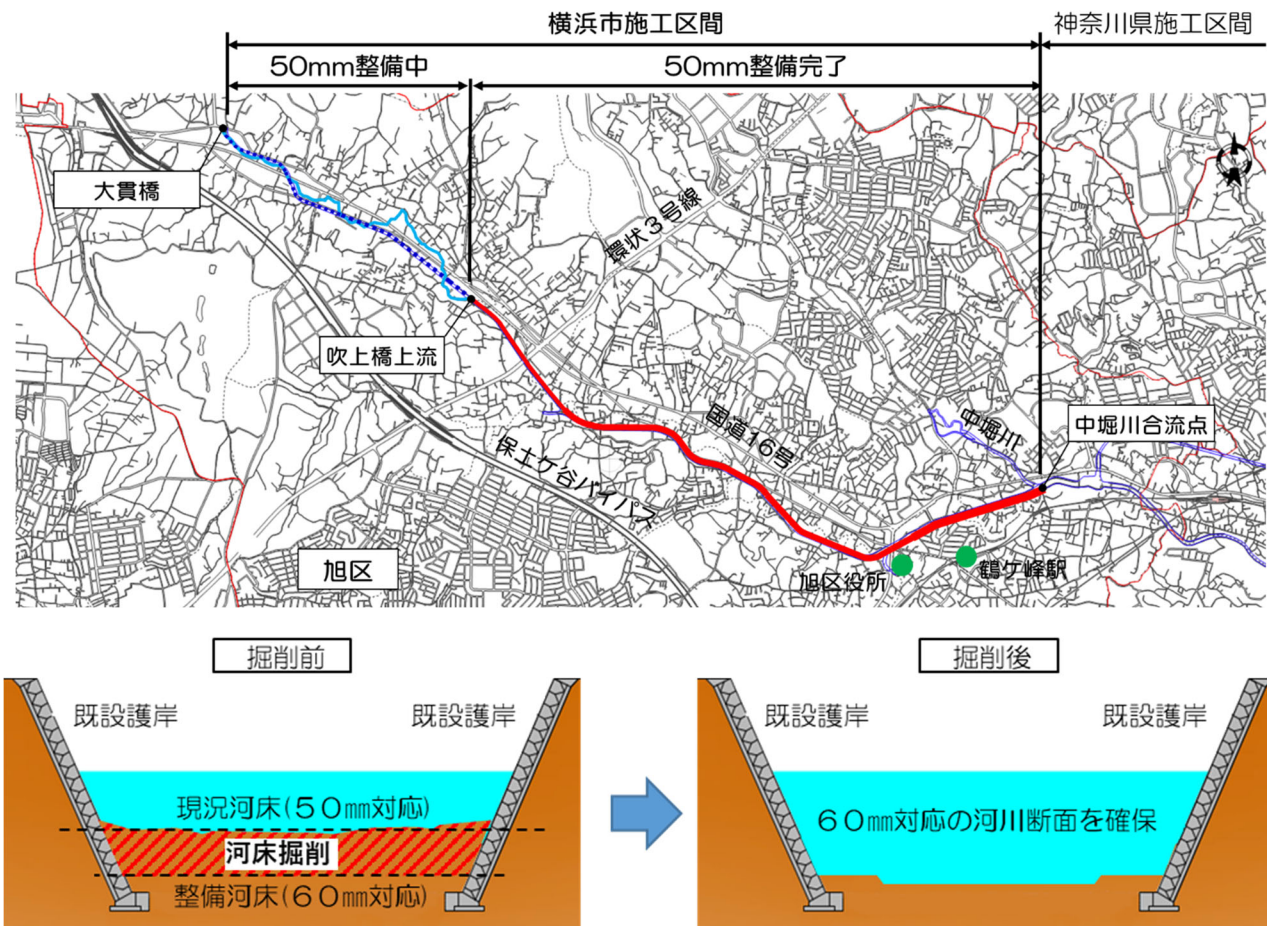 横浜市施工区間
神奈川県施工区間
50mm整備中
50mm整備完了
大貫橋
環状3号線
吹上橋上流
国道16号
中堀川
中堀川合流点
保土ケ谷バイパス
旭区
旭区役所
鶴ケ峰駅
掘削前
掘削後
既設護岸
既設護岸
既設護岸
既設護岸
現況河床(50mm対応)
60mm対応の河川断面を確保
河床掘削
整備河床(60mm対応)